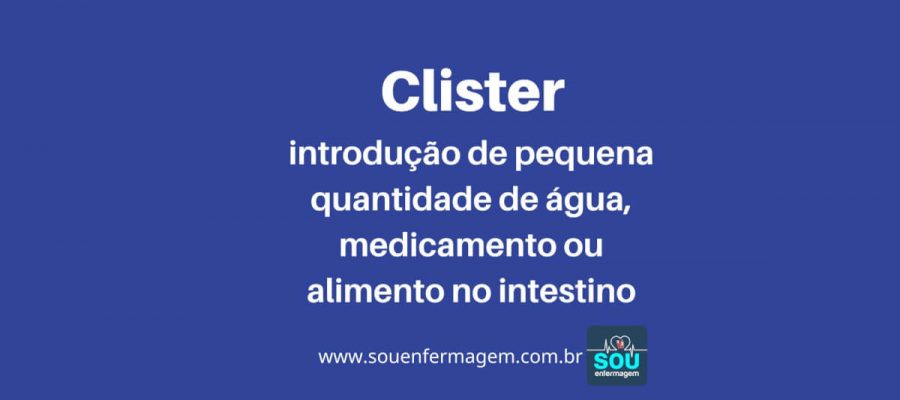 Clister
introdução de pequena
quantidade de água,
medicamento ou
alimento no intestino
www.souenfermagem.com.br
SOU
enfermagem